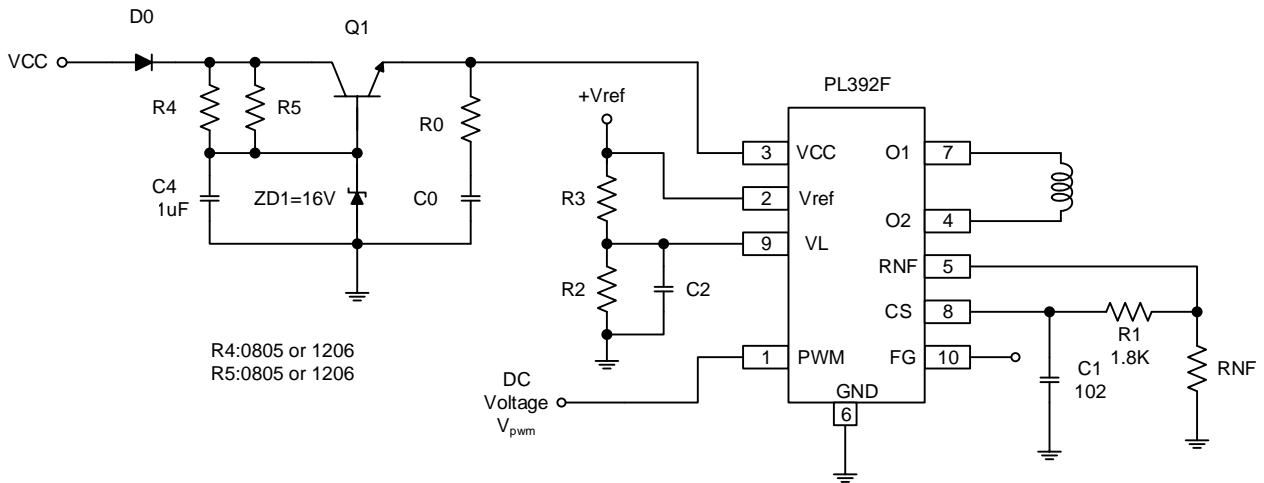 D0
Q1
VCC
R4
R5
R0
C4
1uF
ZD1=16V
C0
R4:0805 or 1206
R5:0805 or 1206
+Vref
R3
R2
C2
DC
Voltage
Vpwm
PL392F
3 VCC
2 Vref
9 VL
1 PWM
O1 7
O2 4
RNF 5
CS 8
FG 10
GND
6
R1
1.8K
C1
102
RNF